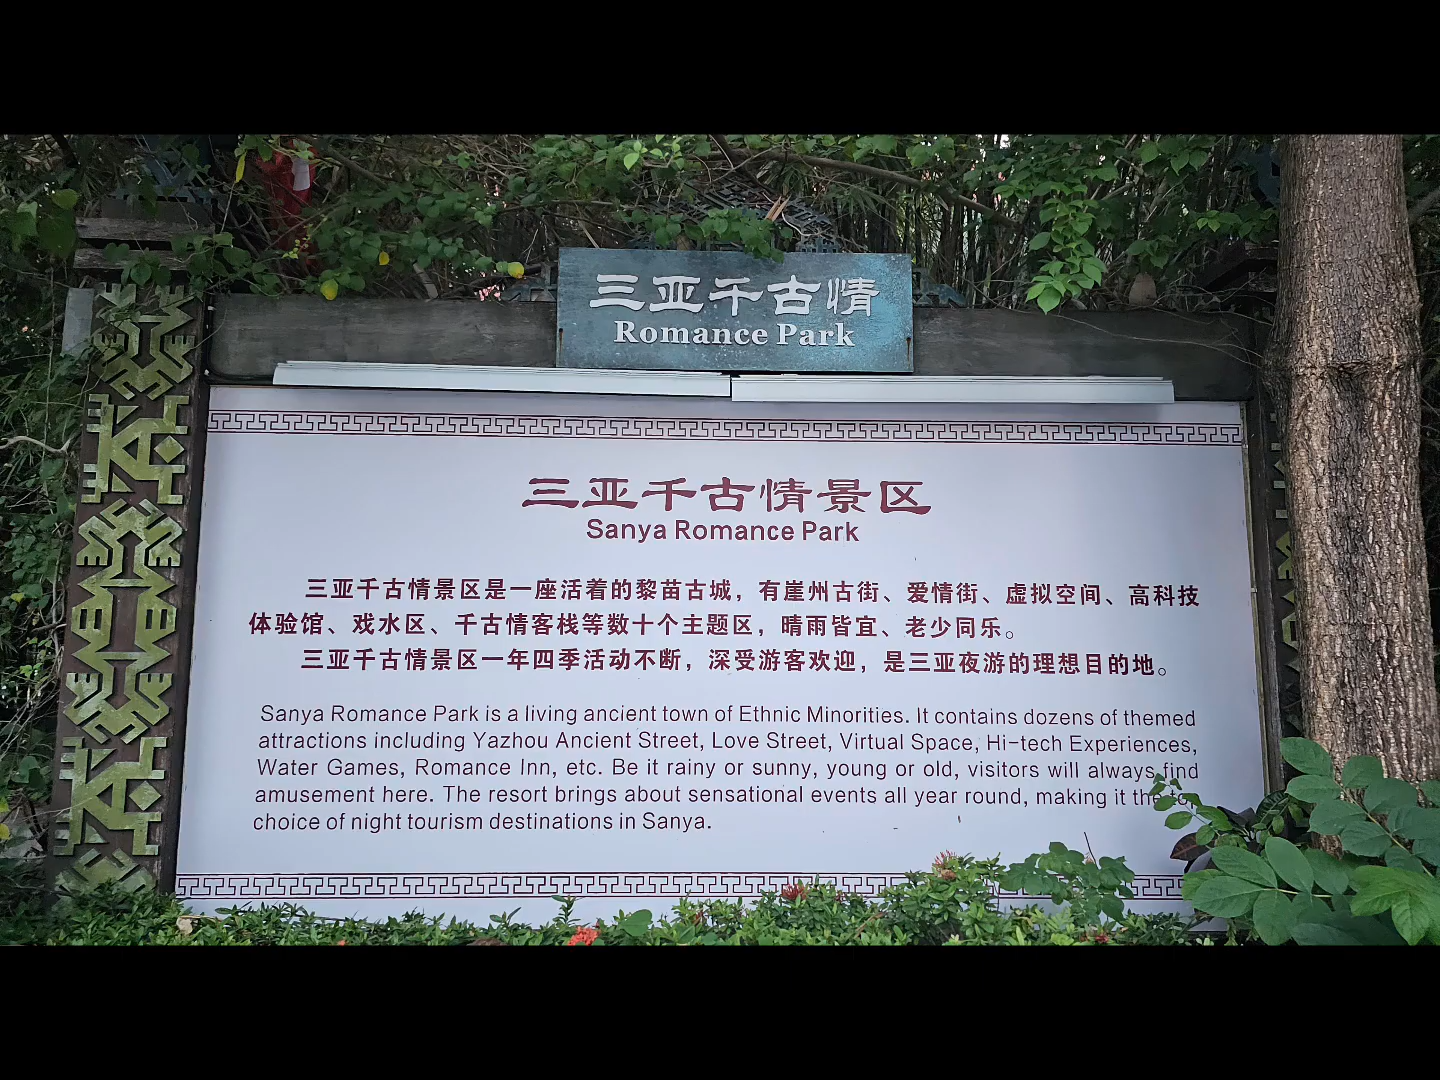 三亚千古情
Romance Park
三亚千古情景区
Sanya Romance Park
三亚千古情景区是一座活着的黎苗古城，有崖州古街、爱情街、虚拟空间、高科技
体验馆、戏水区、千古情客栈等数十个主题区，晴雨皆宜、老少同乐。
三亚千古情景区一年四季活动不断，深受游客欢迎，是三亚夜游的理想目的地。
Sanya Romance Park is a living ancient town of Ethnic Minorities. It contains dozens of themed
attractions including Yazhou Ancient Street, Love Street, Virtual Space, Hi-tech Experiences,
Water Games, Romance Inn, etc. Be it rainy or sunny, young or old, visitors will always find
amusement here. The resort brings about sensational events all year round, making it the
choice of night tourism destinations in Sanya.